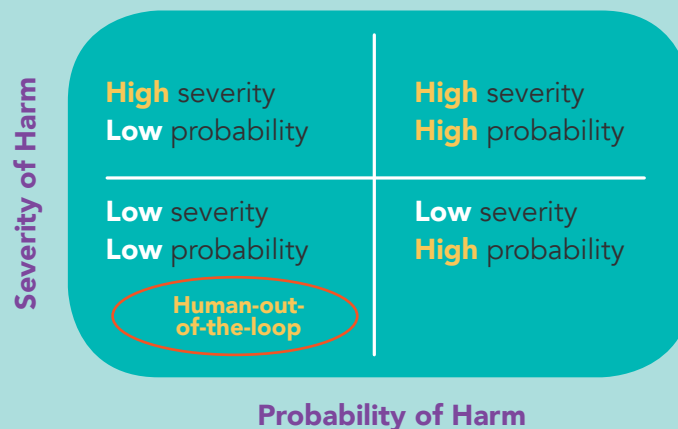 Severity of Harm
High severity
Low probability
High severity
High probability
Low severity
Low probability
Low severity
High probability
Human-out-
of-the-loop
Probability of Harm